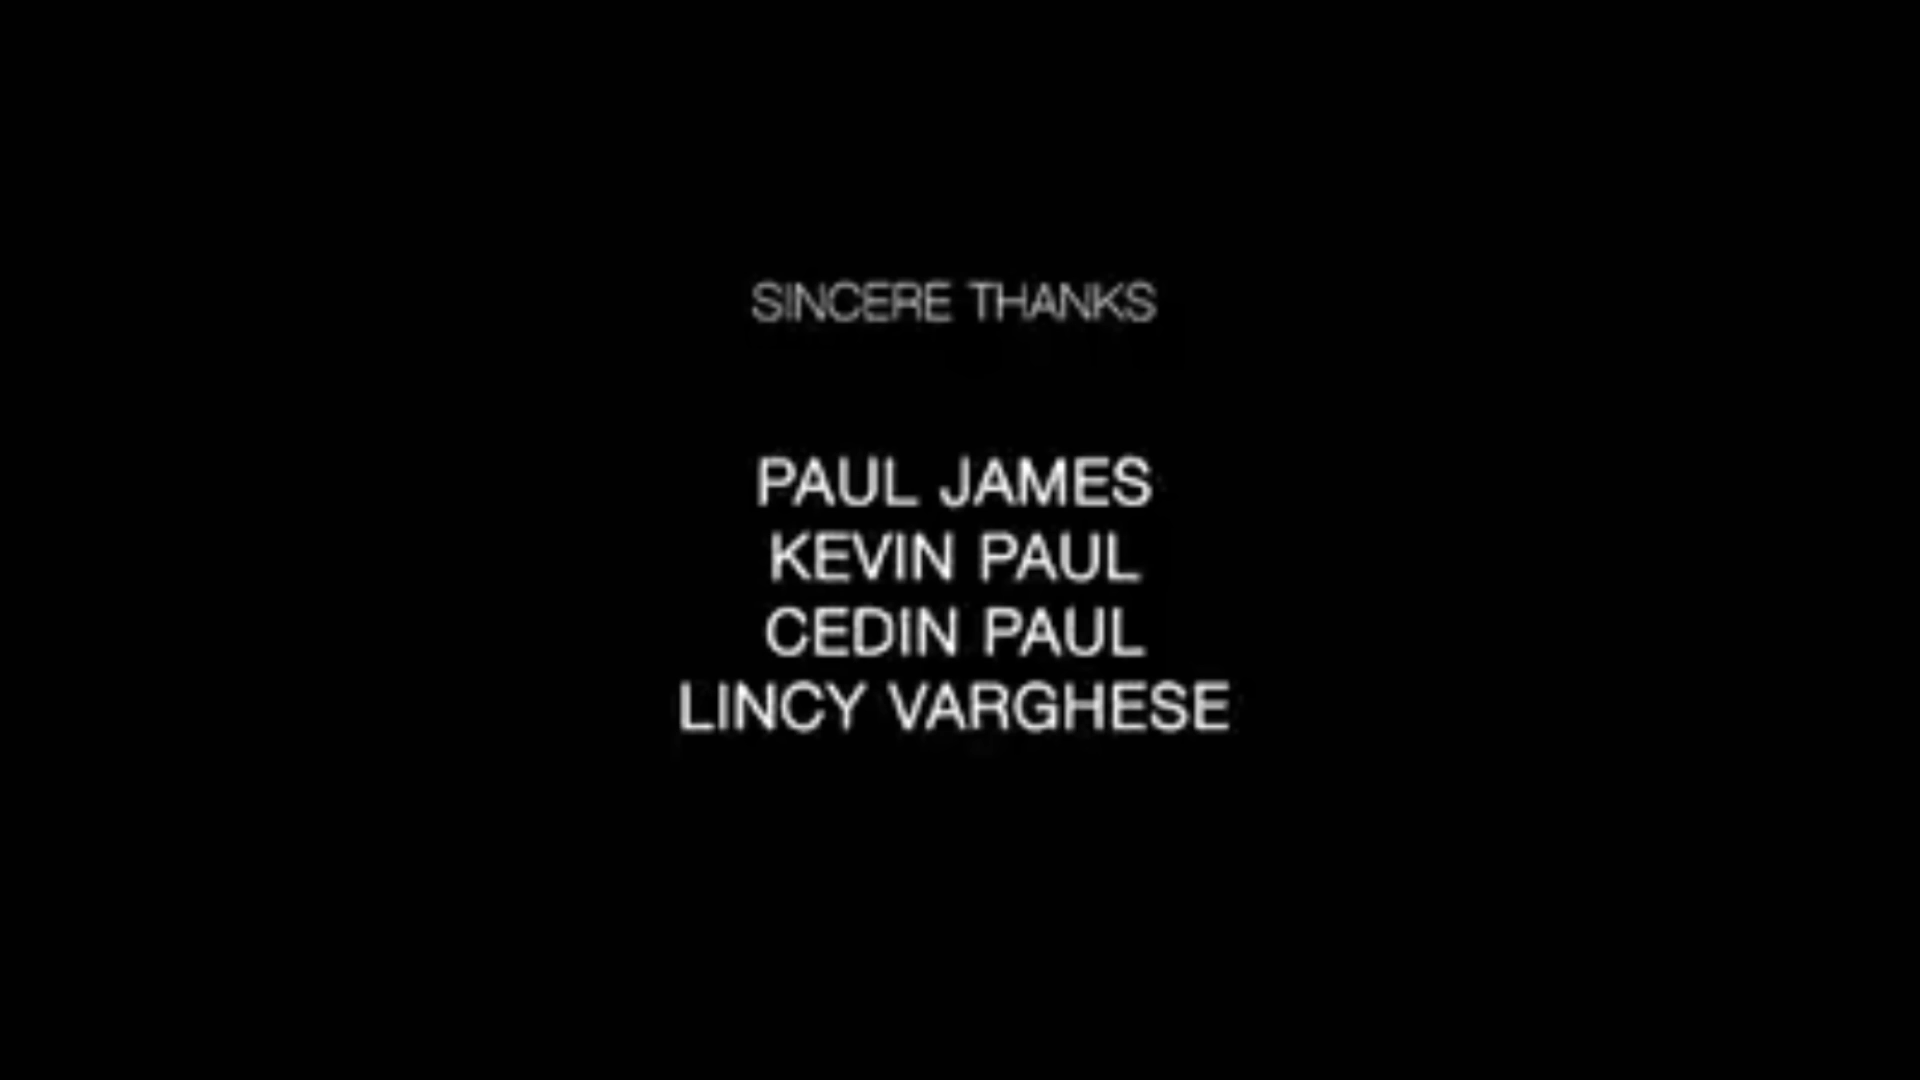 SINCERE THANKS
PAUL JAMES
KEVIN PAUL
CEDIN PAUL
LINCY VARGHESE